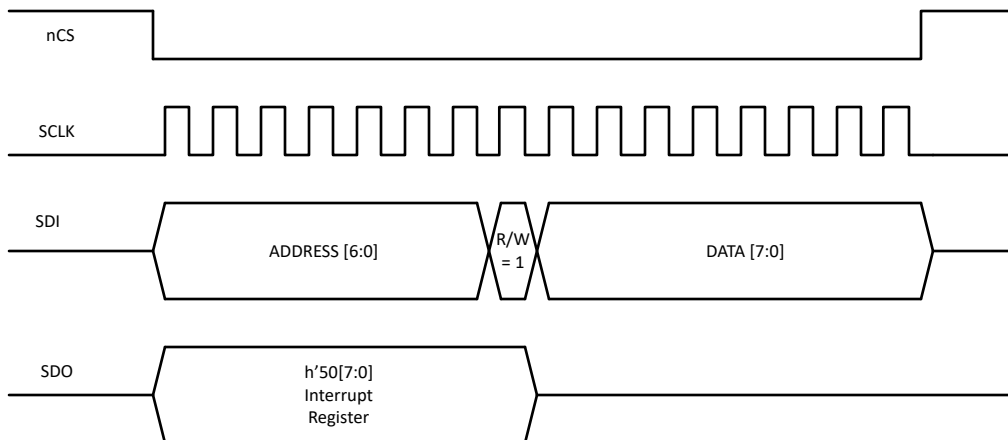 nCS
SCLK
SDI
ADDRESS [6:0]
R/W
= 1
DATA [7:0]
SDO
h’50[7:0]
Interrupt
Register